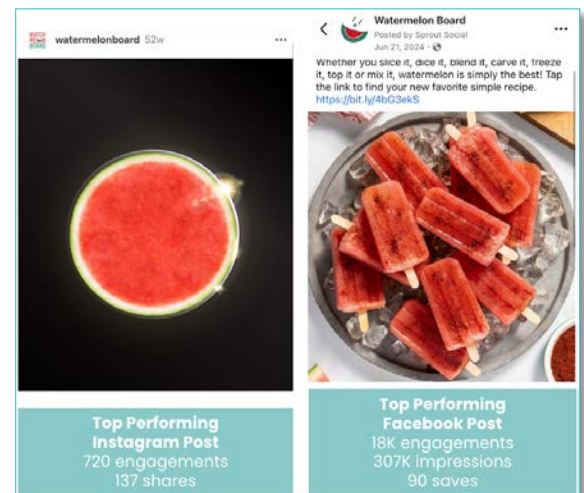 watermelonboard 52w
Top Performing
Instagram Post
720 engagements
137 shares
Watermelon Board
Posted by Sprout Social
Jun 21, 2024 ·
Whether you slice it, dice it, blend it, carve it, freeze
it, top it or mix it, watermelon is simply the best! Tap
the link to find your new favorite simple recipe.
https://bit.ly/4bG3ekS
Top Performing
Facebook Post
18K engagements
307K impressions
90 saves